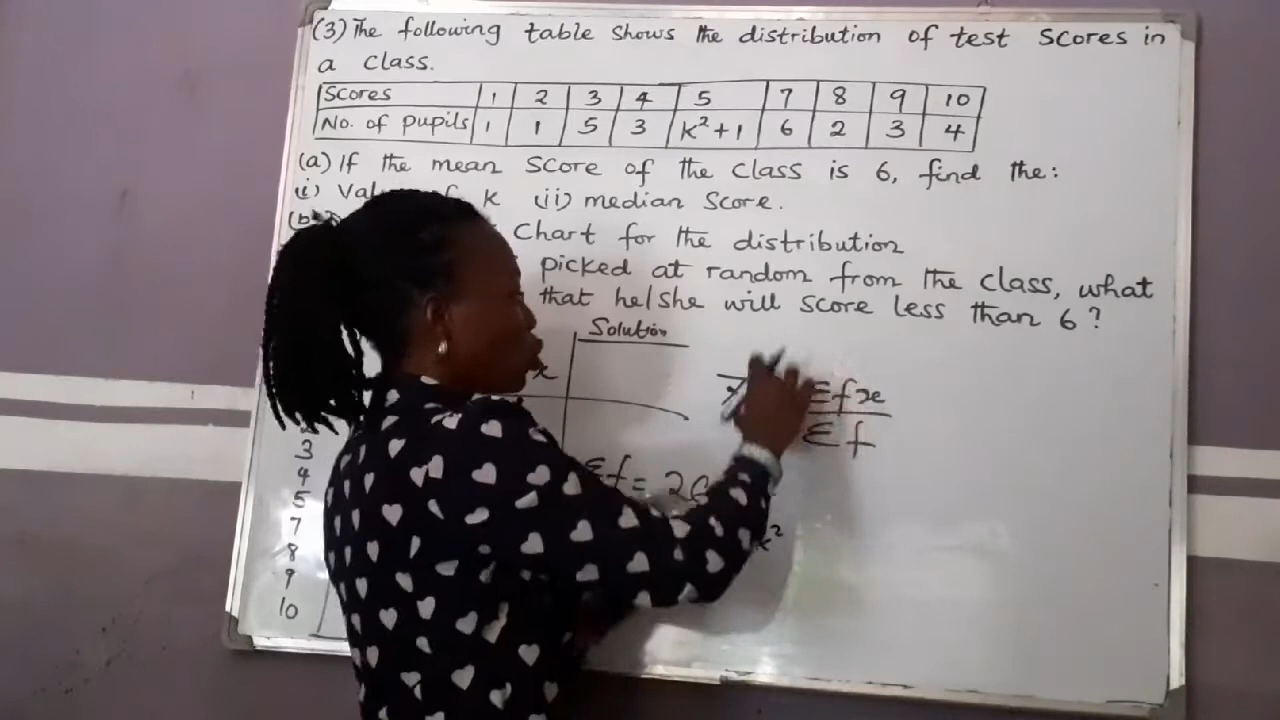 (3) The following table shows the distribution of test scores in
a class.
Scores 1 2 3 4 5 7 8 9 10
No. of pupils 1 1 5 3 k²+1 6 2 3 4
(a) If the mean score of the class is 6, find the:
(i) k (ii) median score.
(b) Chart for the distribution
picked at random from the class, what
that he/she will score less than 6?
Solution
x
Σfx
Σf
3
4
5
7
8
9
10
Σf = 26
k²